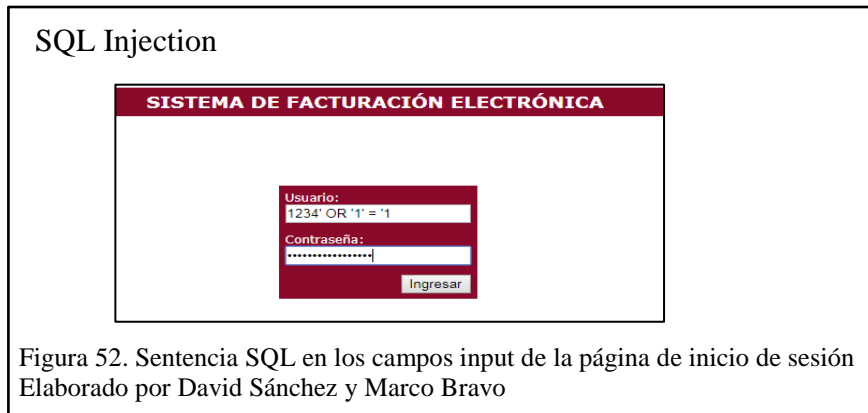 SQL Injection
SISTEMA DE FACTURACIÓN ELECTRÓNICA
Usuario:
1234' OR '1' = '1
Contraseña:
•••••••••••••••••
Ingresar
Figura 52. Sentencia SQL en los campos input de la página de inicio de sesión
Elaborado por David Sánchez y Marco Bravo